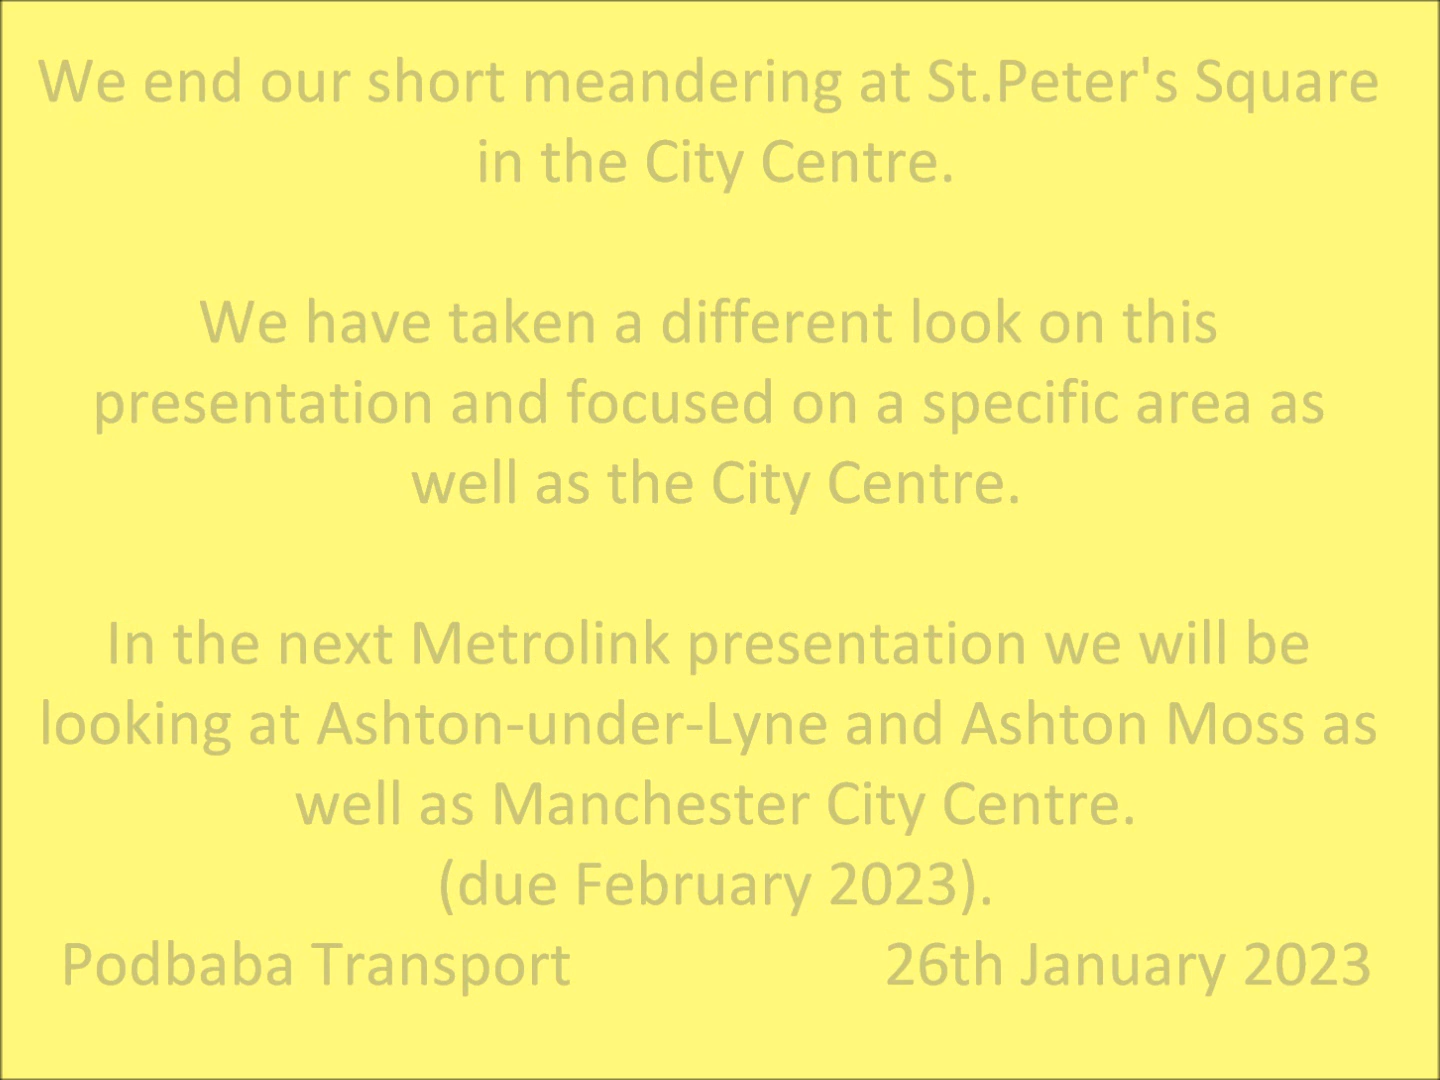 We end our short meandering at St.Peter's Square
in the City Centre.
We have taken a different look on this
presentation and focused on a specific area as
well as the City Centre.
In the next Metrolink presentation we will be
looking at Ashton-under-Lyne and Ashton Moss as
well as Manchester City Centre.
(due February 2023).
Podbaba Transport 26th January 2023